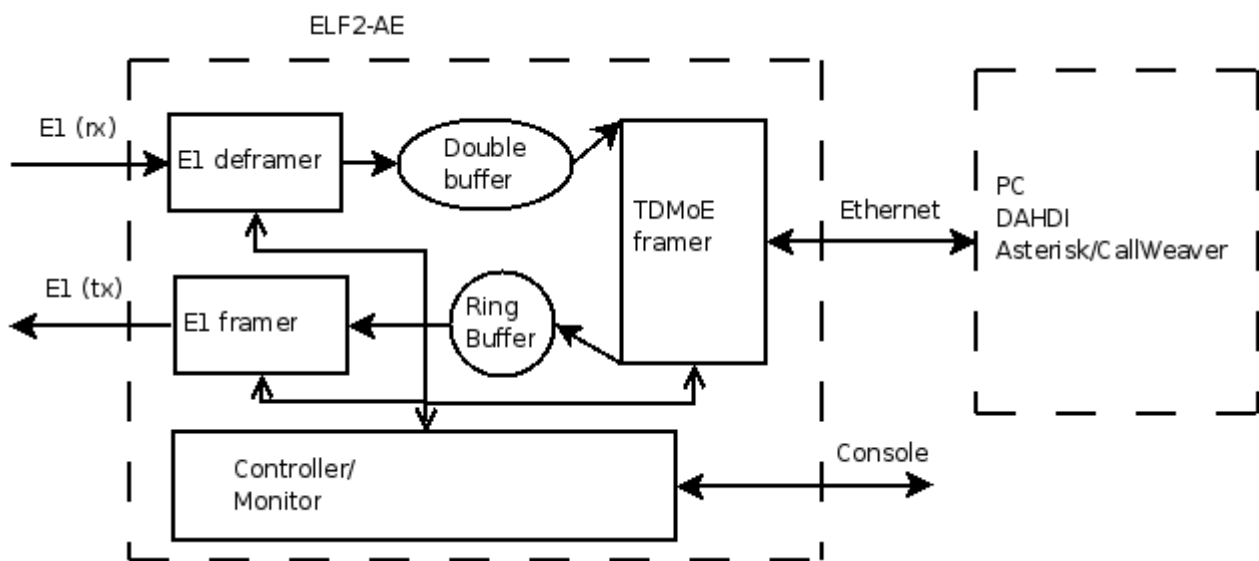 ELF2-AE
E1 (rx)
E1 deframer
Double
buffer
TDMoE
framer
Ethernet
PC
DAHDI
Asterisk/CallWeaver
E1 (tx)
E1 framer
Ring
Buffer
Controller/
Monitor
Console